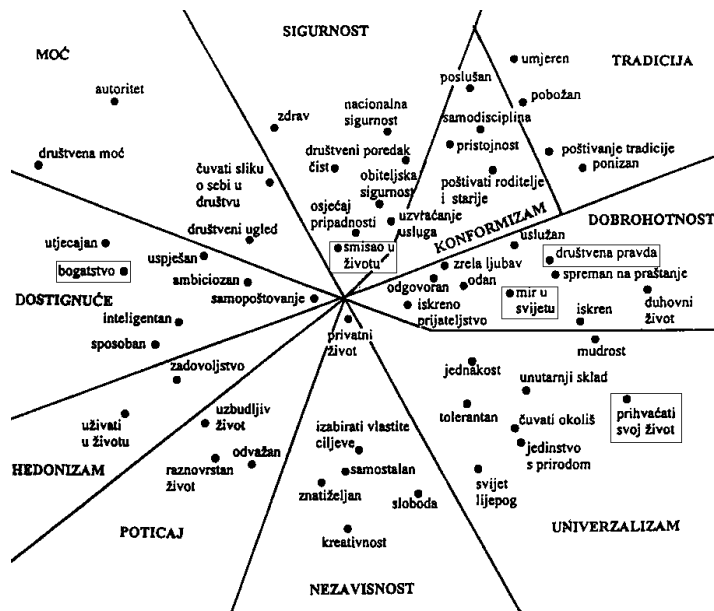 SIGURNOST
MOĆ
TRADICIJA
umjeren
poslušan
autoritet
pobožan
nacionalna
sigurnost
samodisciplina
zdrav
društveni poredak
pristojnost
poštivanje tradicije
društvena moć
čist
ponizan
čuvati sliku
o sebi u
društvu
obiteljska
sigurnost
poštivati roditelje
i starije
osjećaj
pripadnosti
uzvraćanje
usluga
KONFORMIZAM
DOBROHOTNOST
društveni ugled
uslužan
utjecajan
smisao u
životu
društvena pravda
uspješan
zrela ljubav
bogatstvo
spreman na praštanje
ambiciozan
odgovoran
odan
mir u
svijetu
duhovni
život
DOSTIGNUĆE
samopoštovanje
iskreno
prijateljstvo
iskren
inteligentan
privatni
život
sposoban
mudrost
zadovoljstvo
jednakost
unutarnji sklad
uživati
u životu
uzbudljiv
život
izabirati vlastite
ciljeve
tolerantan
čuvati okoliš
prihvaćati
svoj život
HEDONIZAM
raznovrstan
život
odvažan
samostalan
jedinstvo
s prirodom
znatiželjan
svijet
lijepog
sloboda
POTICAJ
kreativnost
UNIVERZALIZAM
NEZAVISNOST